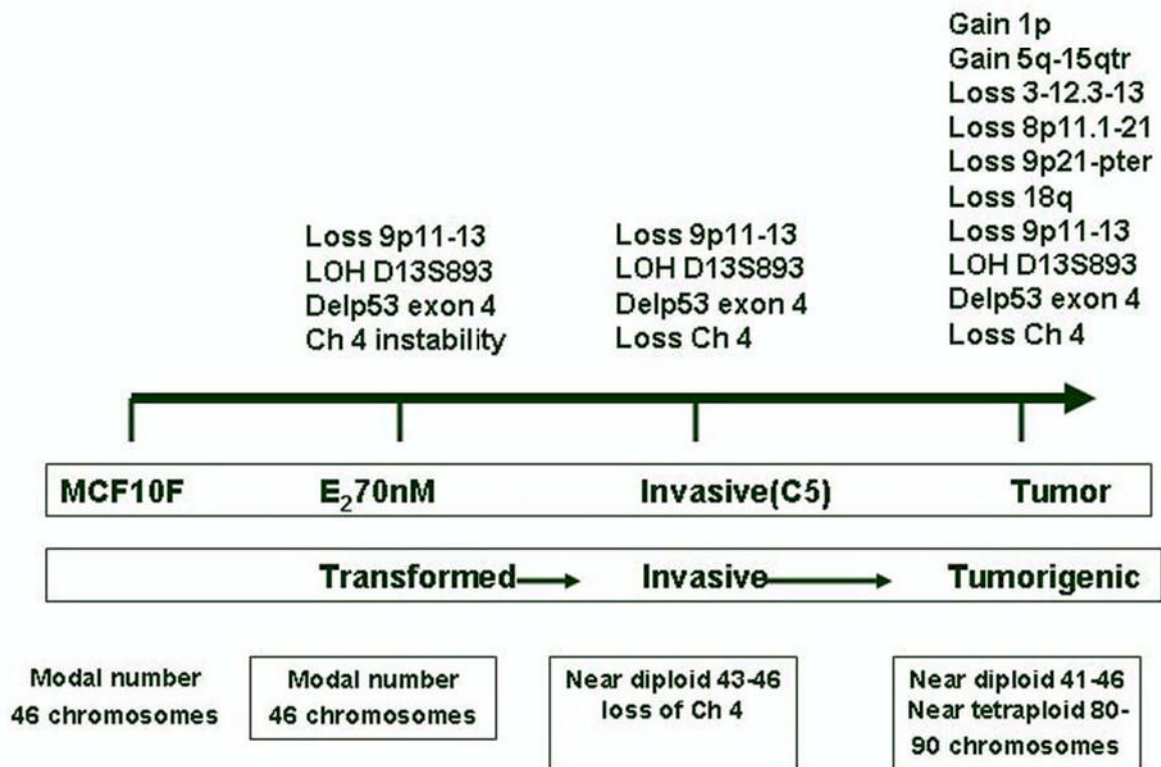 Gain 1p
Gain 5q-15qtr
Loss 3-12.3-13
Loss 8p11.1-21
Loss 9p21-pter
Loss 18q
Loss 9p11-13
LOH D13S893
Delp53 exon 4
Loss Ch 4
Loss 9p11-13
LOH D13S893
Delp53 exon 4
Ch 4 instability
Loss 9p11-13
LOH D13S893
Delp53 exon 4
Loss Ch 4
MCF10F E₂70nM Invasive(C5) Tumor
Transformed Invasive Tumorigenic
Modal number
46 chromosomes
Modal number
46 chromosomes
Near diploid 43-46
loss of Ch 4
Near diploid 41-46
Near tetraploid 80-
90 chromosomes